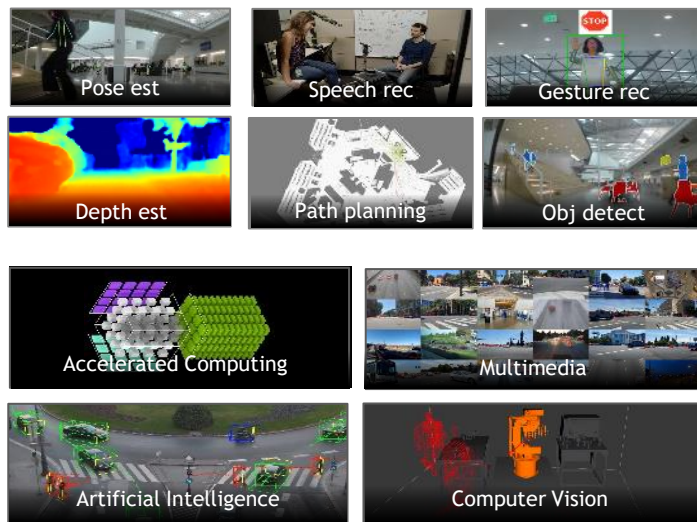 STOP
Pose est
Speech rec
Gesture rec
Depth est
Path planning
Obj detect
Accelerated Computing
Multimedia
Artificial Intelligence
Computer Vision